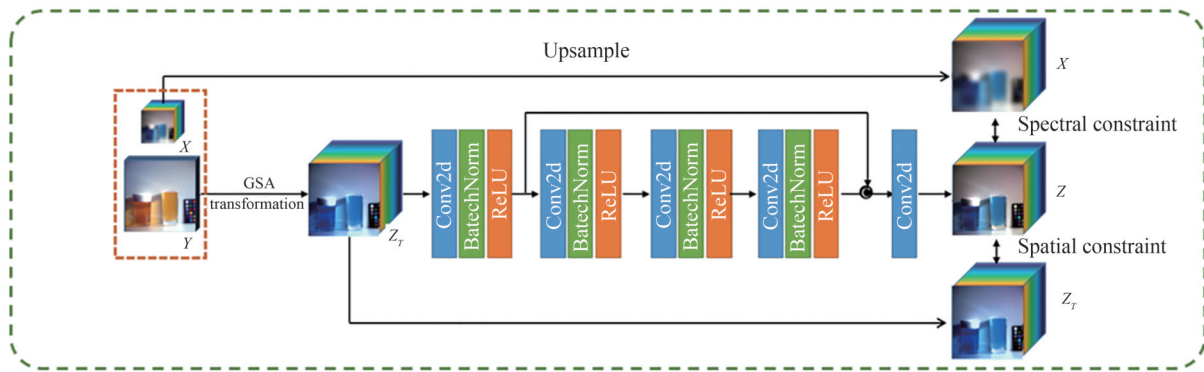 Upsample
X
X
Spectral constraint
GSA
transformation
Y
Z_T
Conv2d
BatechNorm
ReLU
Conv2d
BatechNorm
ReLU
Conv2d
BatechNorm
ReLU
Conv2d
BatechNorm
ReLU
C
Conv2d
Z
Spatial constraint
Z_T